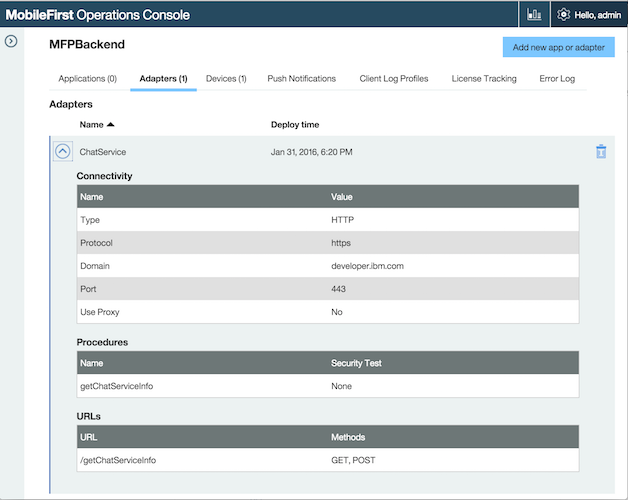 MobileFirst Operations Console Hello, admin
MFPBackend
Add new app or adapter
Applications (0) Adapters (1) Devices (1) Push Notifications Client Log Profiles License Tracking Error Log
Adapters
Name Deploy time
ChatService Jan 31, 2016, 6:20 PM
Connectivity
Name Value
Type HTTP
Protocol https
Domain developer.ibm.com
Port 443
Use Proxy No
Procedures
Name Security Test
getChatServiceInfo None
URLs
URL Methods
/getChatServiceInfo GET, POST